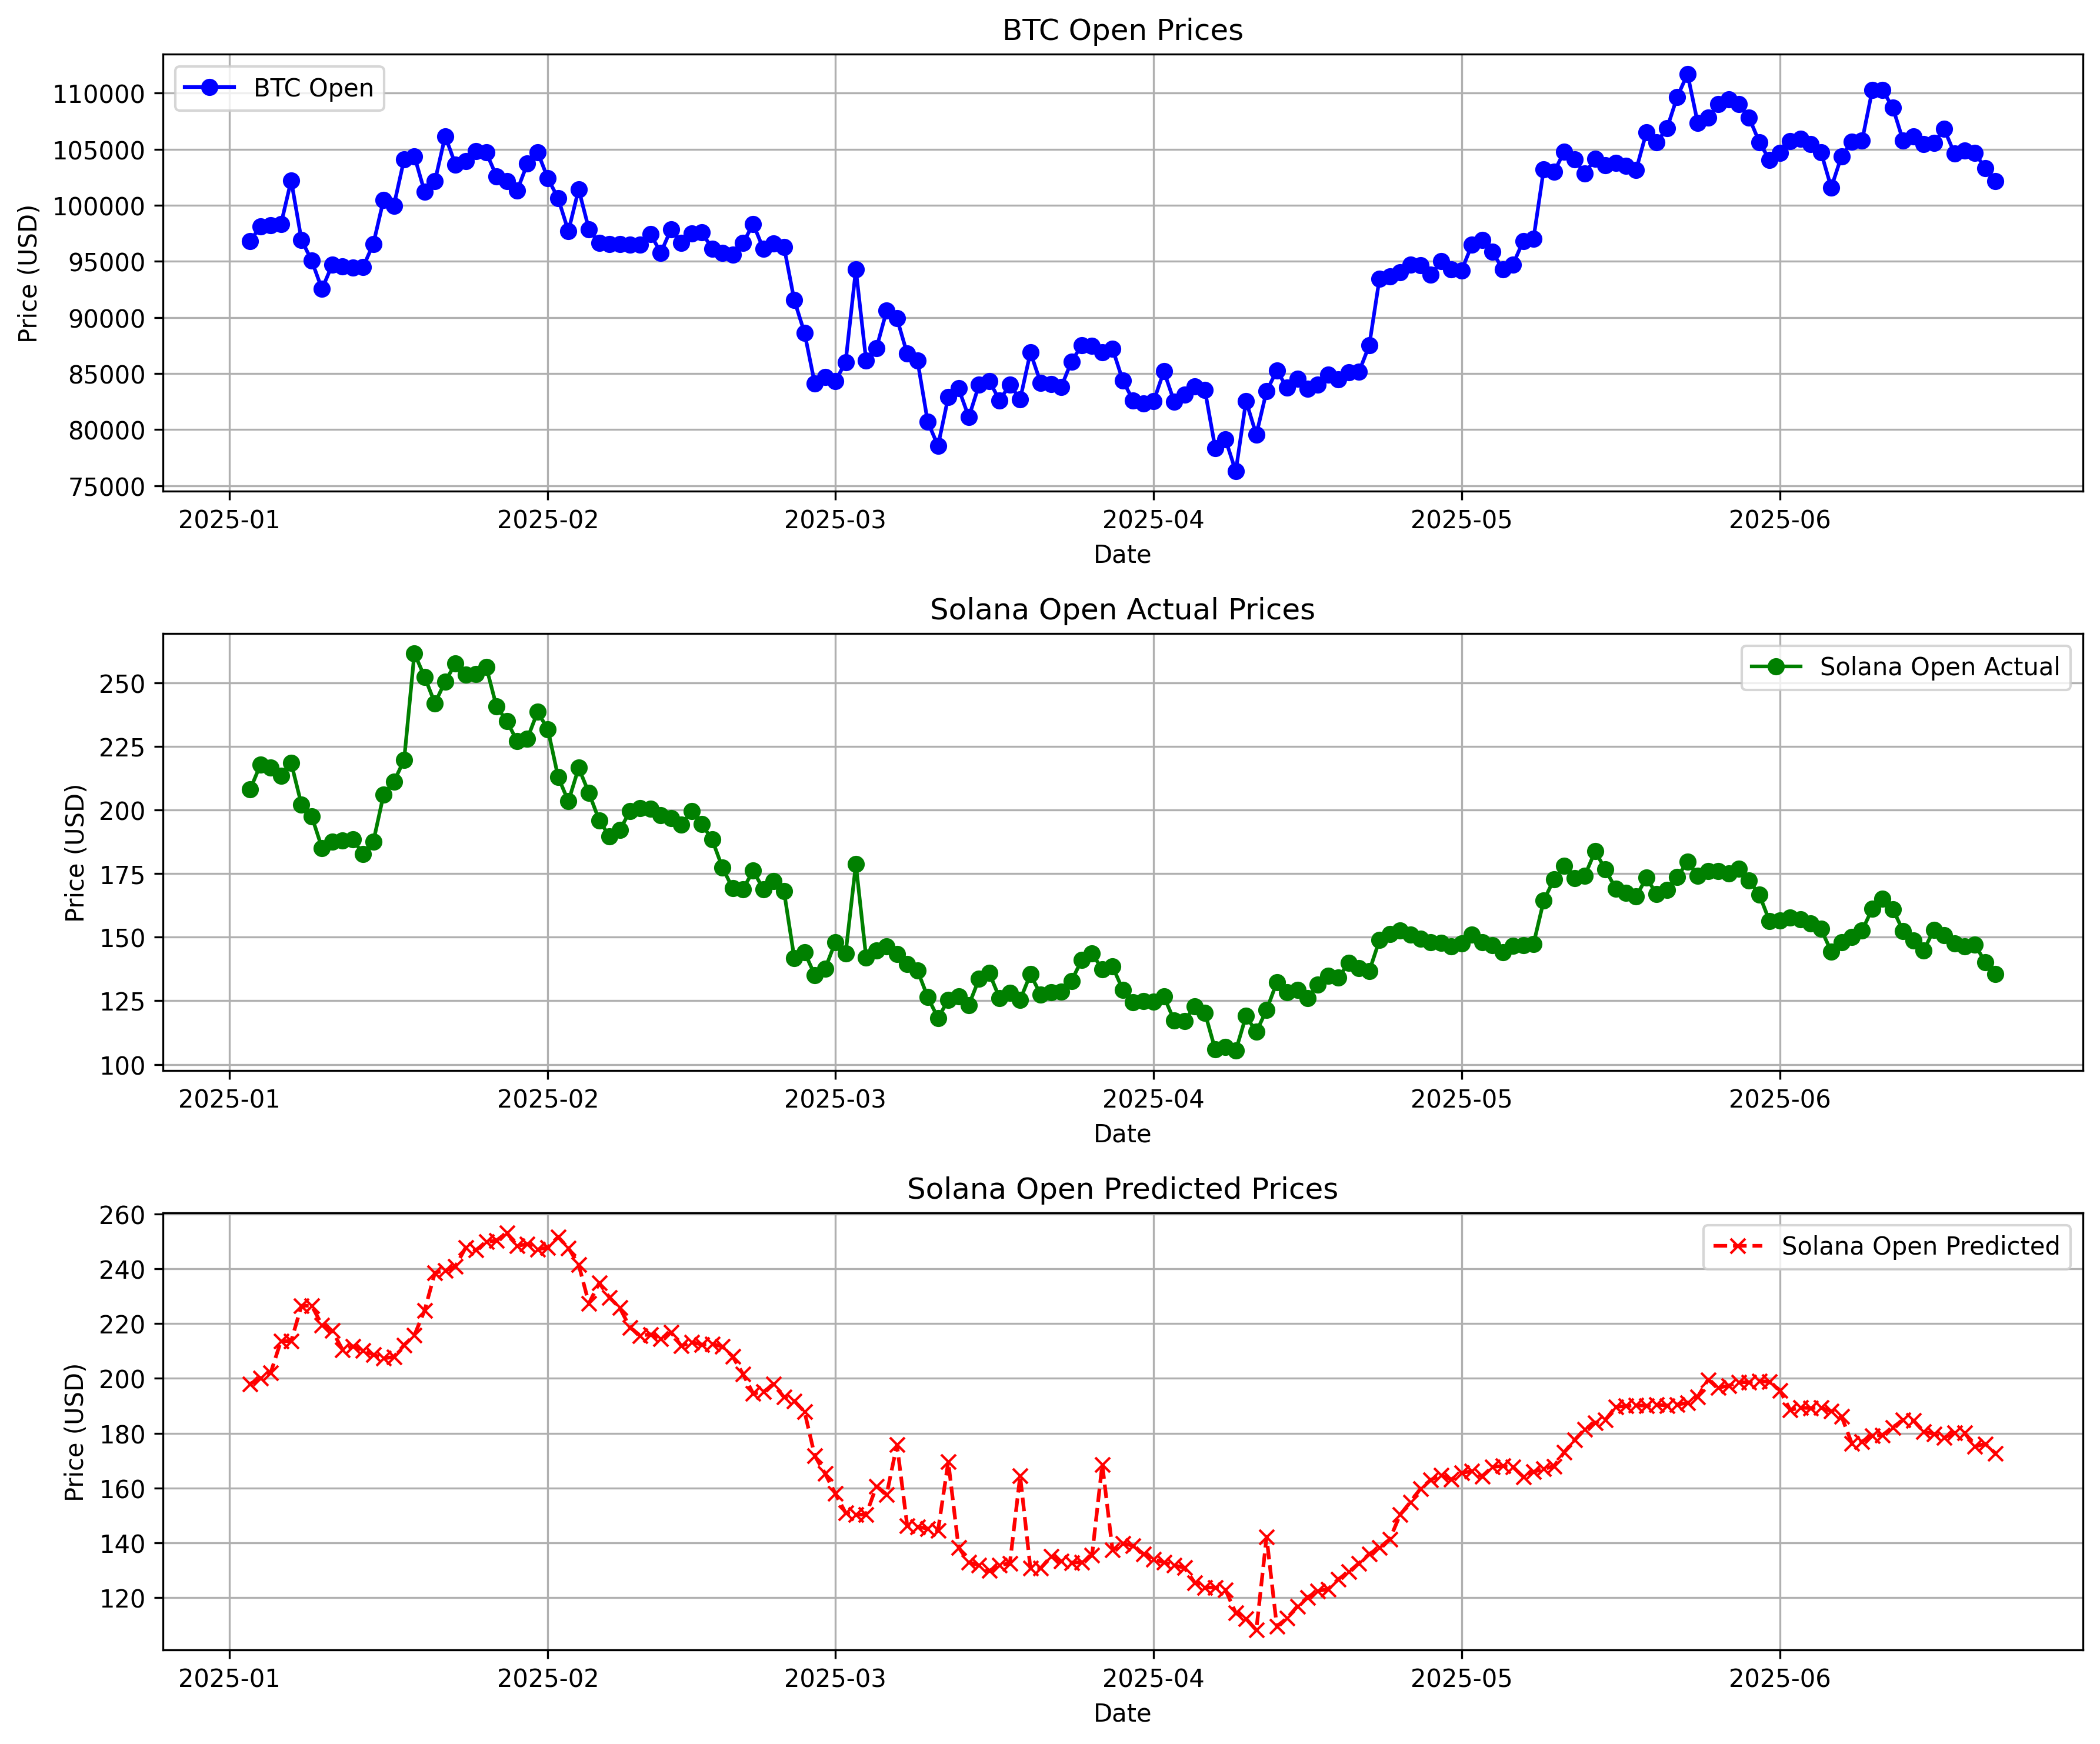 BTC Open Prices
BTC Open
110000
105000
100000
95000
90000
85000
80000
75000
Price (USD)
2025-01 2025-02 2025-03 2025-04 2025-05 2025-06
Date
Solana Open Actual Prices
Solana Open Actual
250
225
200
175
150
125
100
Price (USD)
2025-01 2025-02 2025-03 2025-04 2025-05 2025-06
Date
Solana Open Predicted Prices
Solana Open Predicted
260
240
220
200
180
160
140
120
Price (USD)
2025-01 2025-02 2025-03 2025-04 2025-05 2025-06
Date